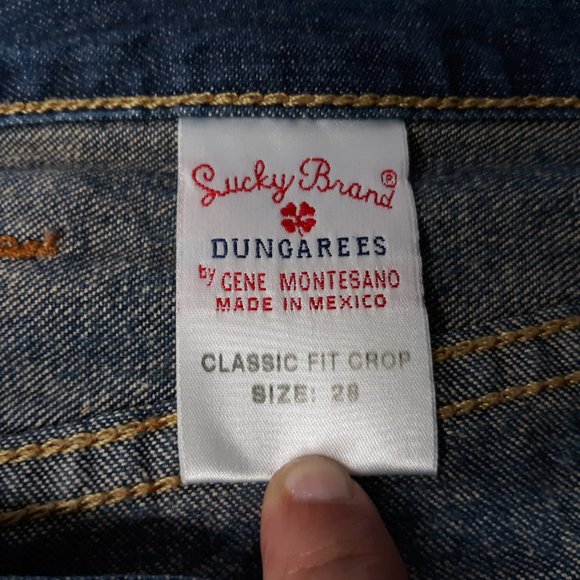 Lucky Brand®
DUNGAREES
by GENE MONTESANO
MADE IN MEXICO
CLASSIC FIT CROP
SIZE: 28